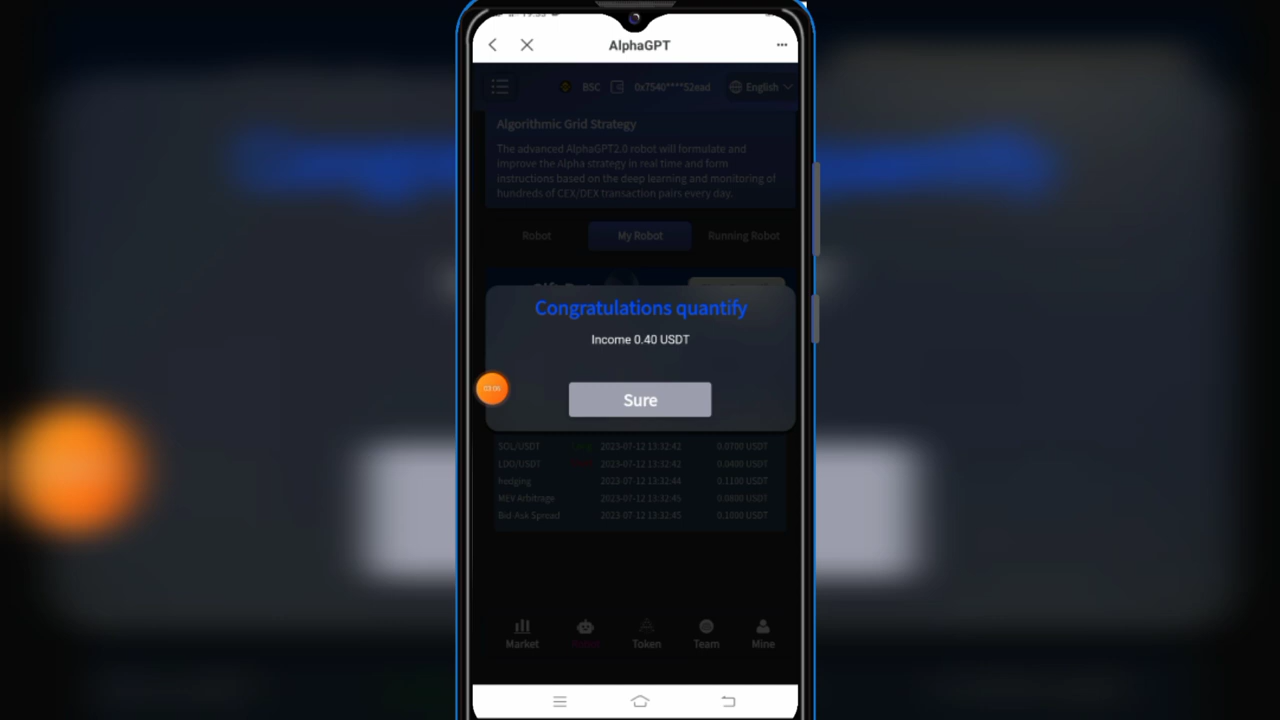 AlphaGPT
BSC 0x7540****52ead English
Algorithmic Grid Strategy
The advanced AlphaGPT2.0 robot will formulate and
improve the Alpha strategy in real time and form
instructions based on the deep learning and monitoring of
hundreds of CEX/DEX transaction pairs every day.
Robot My Robot Running Robot
Congratulations quantify
Income 0.40 USDT
03:06
Sure
SOL/USDT 2023-07-12 13:32:42 0.0700 USDT
LDO/USDT 2023-07-12 13:32:42 0.0400 USDT
hedging 2023-07-12 13:32:44 0.1100 USDT
MEV Arbitrage 2023-07-12 13:32:45 0.0800 USDT
Bid-Ask Spread 2023-07-12 13:32:45 0.1000 USDT
Market Robot Token Team Mine